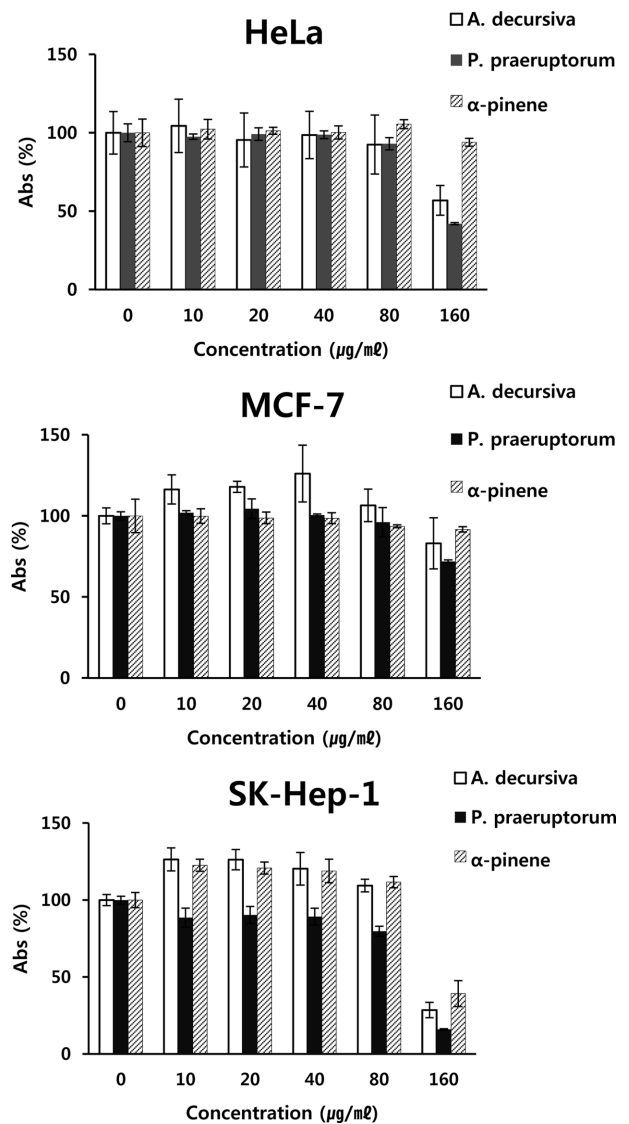 HeLa
A. decursiva
P. praeruptorum
α-pinene
Abs (%)
150
100
50
0
0 10 20 40 80 160
Concentration (㎍/㎖)
MCF-7
A. decursiva
P. praeruptorum
α-pinene
Abs (%)
150
100
50
0
0 10 20 40 80 160
Concentration (㎍/㎖)
SK-Hep-1
A. decursiva
P. praeruptorum
α-pinene
Abs (%)
150
100
50
0
0 10 20 40 80 160
Concentration (㎍/㎖)